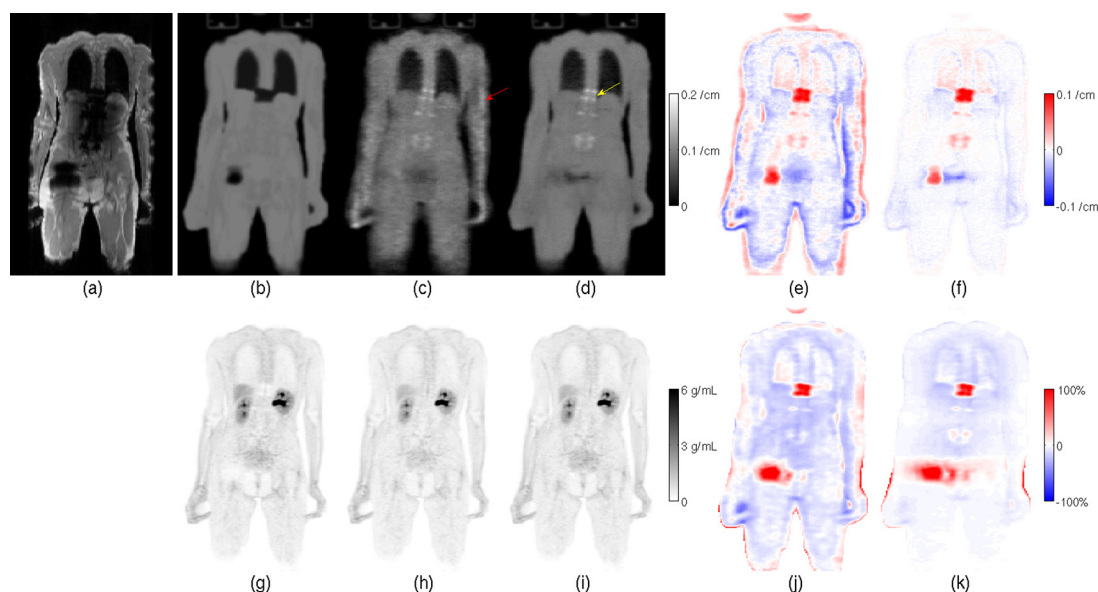 0.2 /cm
0.1 /cm
0
0.1 /cm
0
-0.1 /cm
(a)
(b)
(c)
(d)
(e)
(f)
6 g/mL
3 g/mL
0
100%
0
-100%
(g)
(h)
(i)
(j)
(k)